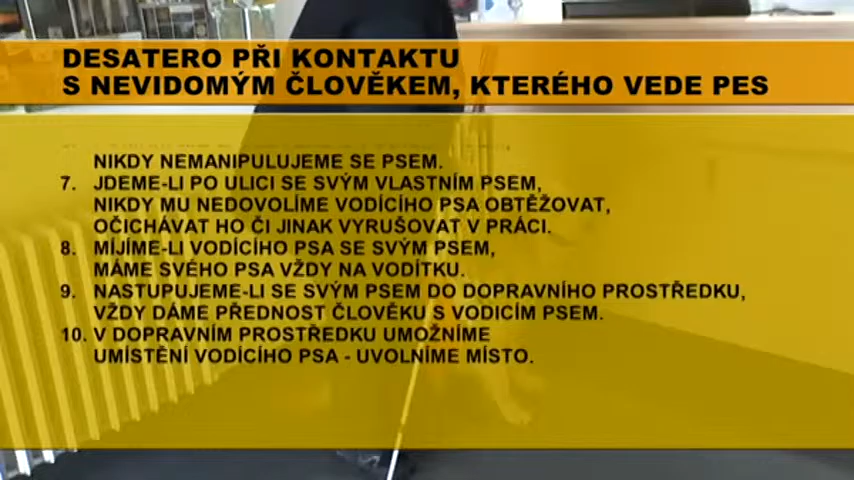 DESATERO PŘI KONTAKTU
S NEVIDOMÝM ČLOVĚKEM, KTERÉHO VEDE PES
NIKDY NEMANIPULUJEME SE PSEM.
7. JDEME-LI PO ULICI SE SVÝM VLASTNÍM PSEM,
NIKDY MU NEDOVOLÍME VODÍCÍHO PSA OBTĚŽOVAT,
OČICHÁVAT HO ČI JINAK VYRUŠOVAT V PRÁCI.
8. MÍJÍME-LI VODÍCÍHO PSA SE SVÝM PSEM,
MÁME SVÉHO PSA VŽDY NA VODÍTKU.
9. NASTUPUJEME-LI SE SVÝM PSEM DO DOPRAVNÍHO PROSTŘEDKU,
VŽDY DÁME PŘEDNOST ČLOVĚKU S VODICÍM PSEM.
10. V DOPRAVNÍM PROSTŘEDKU UMOŽNÍME
UMÍSTĚNÍ VODÍCÍHO PSA - UVOLNÍME MÍSTO.